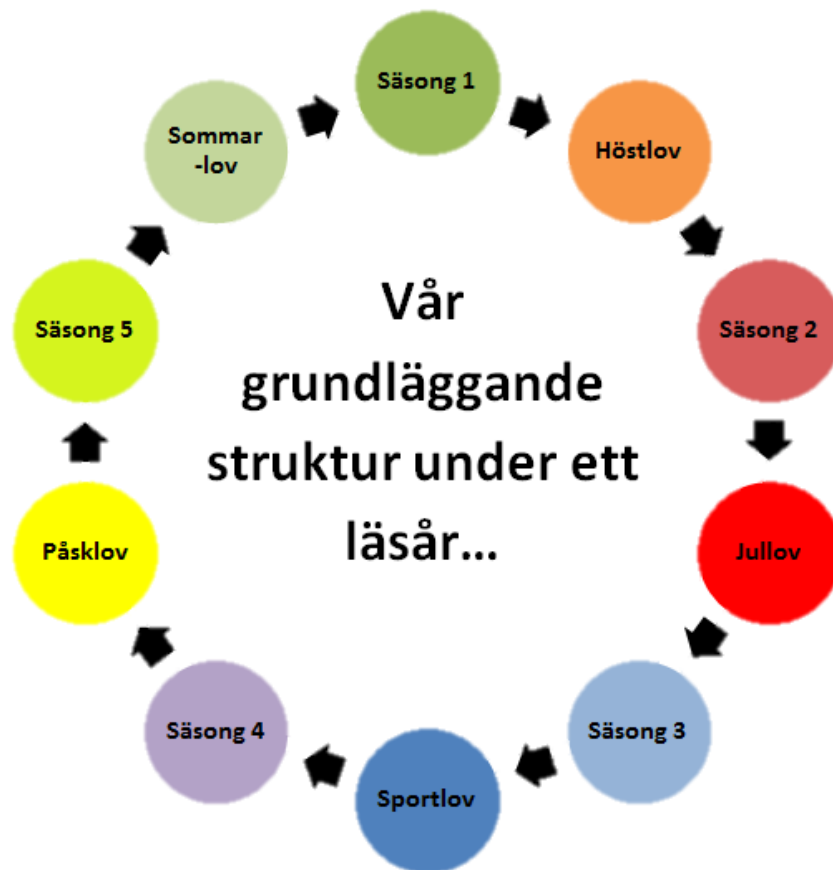 Säsong 1
Höstlov
Säsong 2
Jullov
Säsong 3
Sportlov
Säsong 4
Påsklov
Säsong 5
Sommar
-lov
Vår
grundläggande
struktur under ett
läsår...